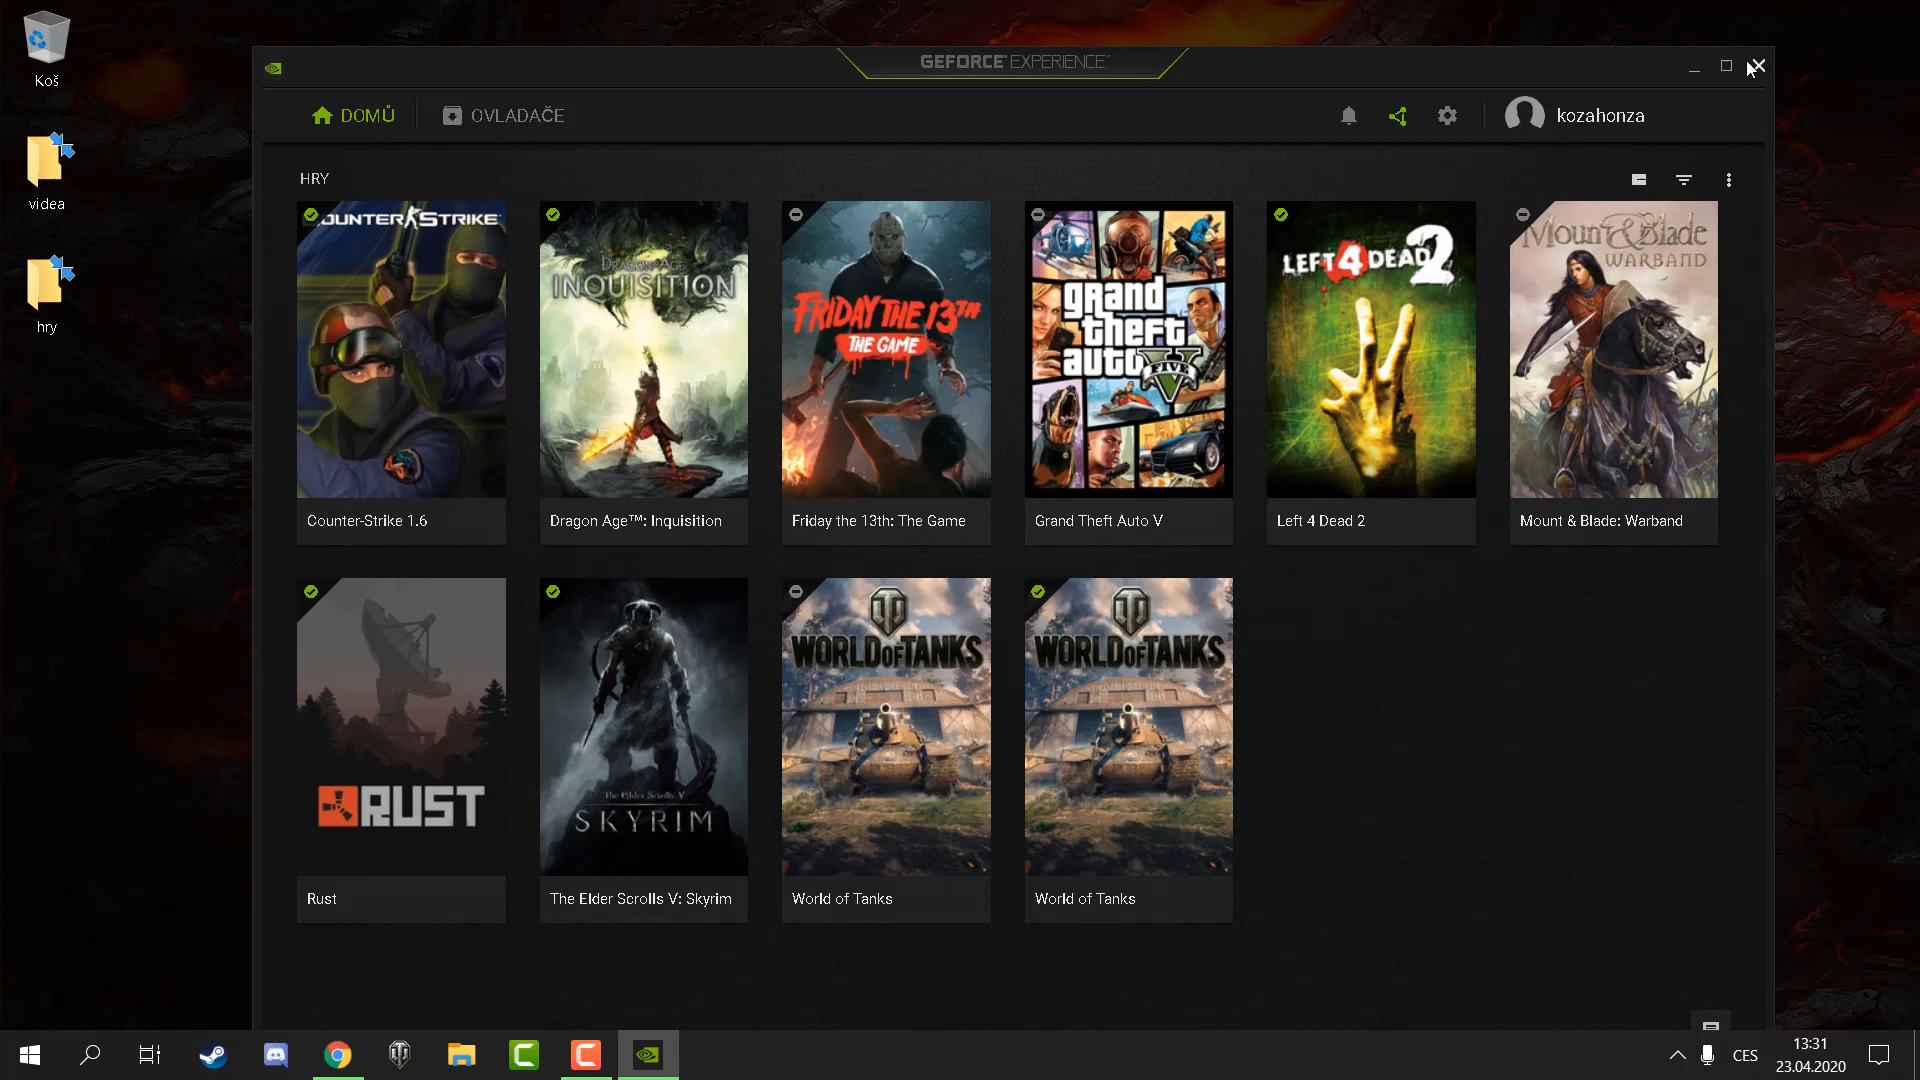 Koš
videa
hry
GEFORCE EXPERIENCE
DOMŮ
OVLADAČE
kozahonza
HRY
COUNTER STRIKE
DRAGON AGE
INQUISITION
FRIDAY THE 13TH
THE GAME
grand
theft
auto
V
FIVE
LEFT 4 DEAD 2
Mount & Blade
WARBAND
Counter-Strike 1.6
Dragon Age™: Inquisition
Friday the 13th: The Game
Grand Theft Auto V
Left 4 Dead 2
Mount & Blade: Warband
RUST
The Elder Scrolls V
SKYRIM
WORLD OF TANKS
WORLD OF TANKS
Rust
The Elder Scrolls V: Skyrim
World of Tanks
World of Tanks
CES
13:31
23.04.2020